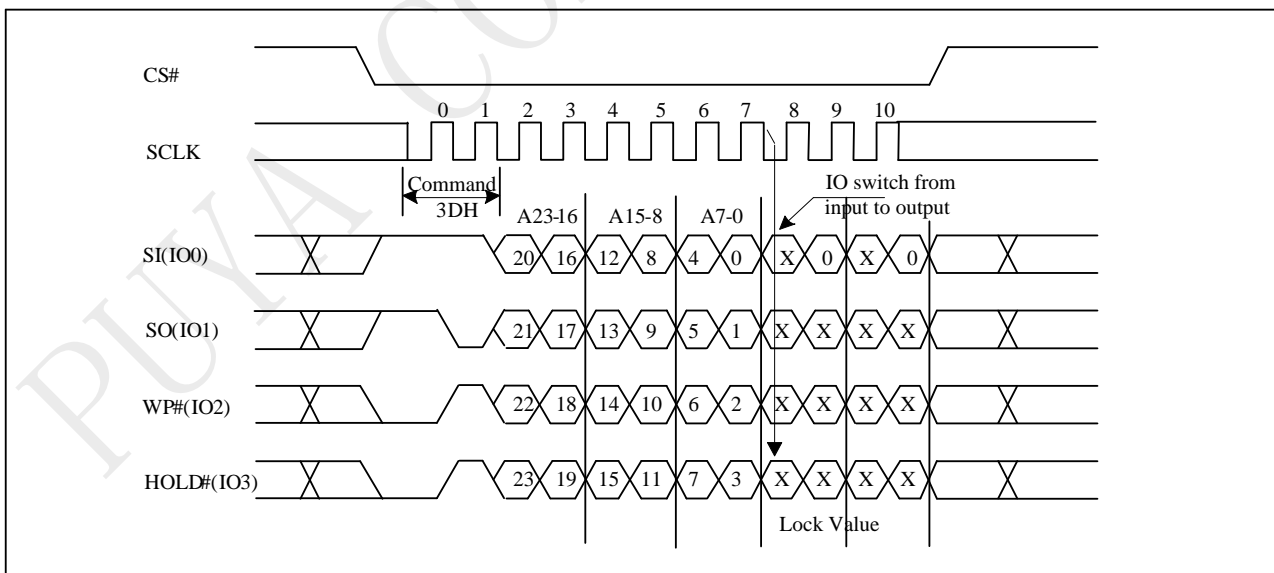 PUYA CO
CS#
0 1 2 3 4 5 6 7 8 9 10
SCLK
Command
3DH
IO switch from
input to output
A23-16 A15-8 A7-0
SI(IO0) 20 16 12 8 4 0 X 0 X 0
SO(IO1) 21 17 13 9 5 1 X X X X
WP#(IO2) 22 18 14 10 6 2 X X X X
HOLD#(IO3) 23 19 15 11 7 3 X X X X
Lock Value